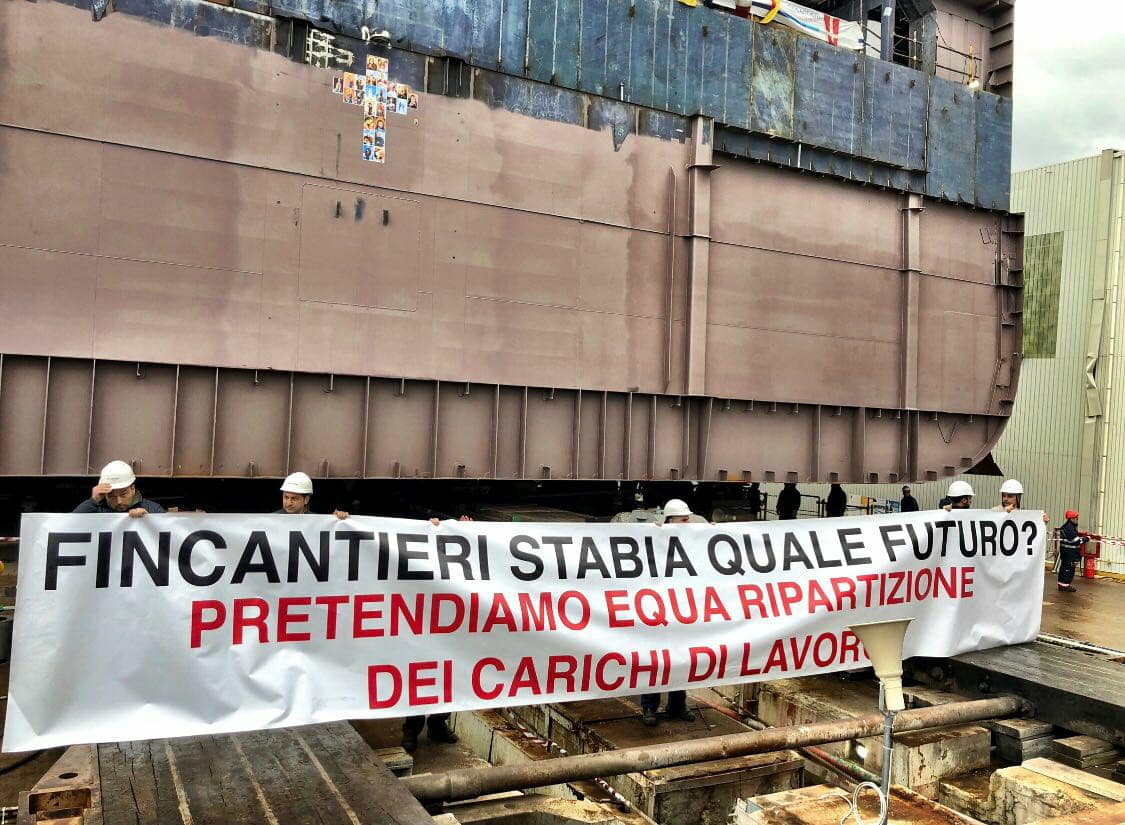 FINCANTIERI STABIA QUALE FUTURO?
PRETENDIAMO EQUA RIPARTIZIONE
DEI CARICHI DI LAVORO